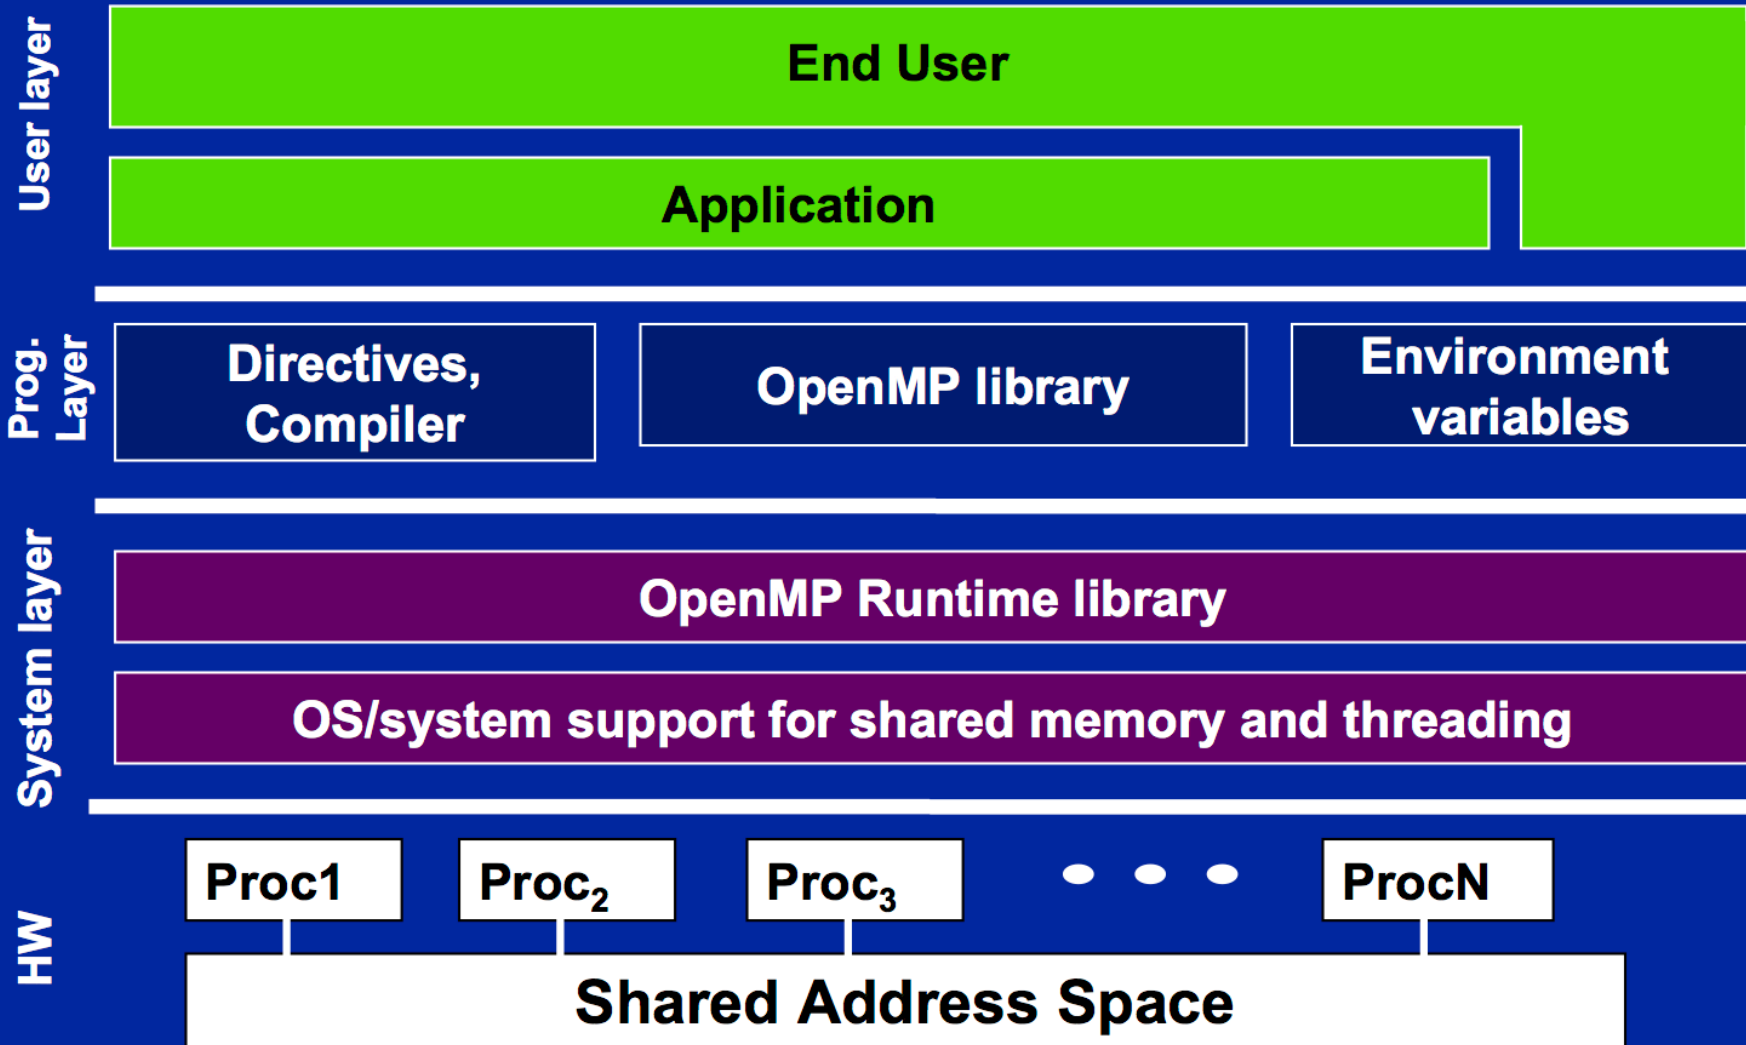 User layer
End User
Application
Prog.
Layer
Directives,
Compiler
OpenMP library
Environment
variables
System layer
OpenMP Runtime library
OS/system support for shared memory and threading
HW
Proc1
Proc₂
Proc₃
• • •
ProcN
Shared Address Space